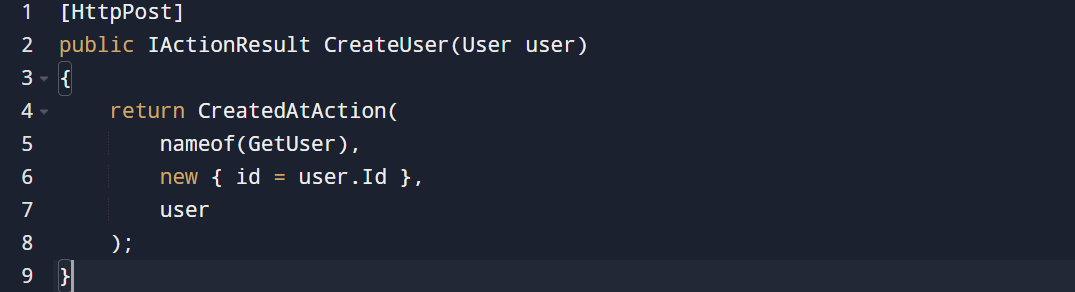 1 [HttpPost]
2 public IActionResult CreateUser(User user)
3 {
4     return CreatedAtAction(
5         nameof(GetUser),
6         new { id = user.Id },
7         user
8     );
9 }